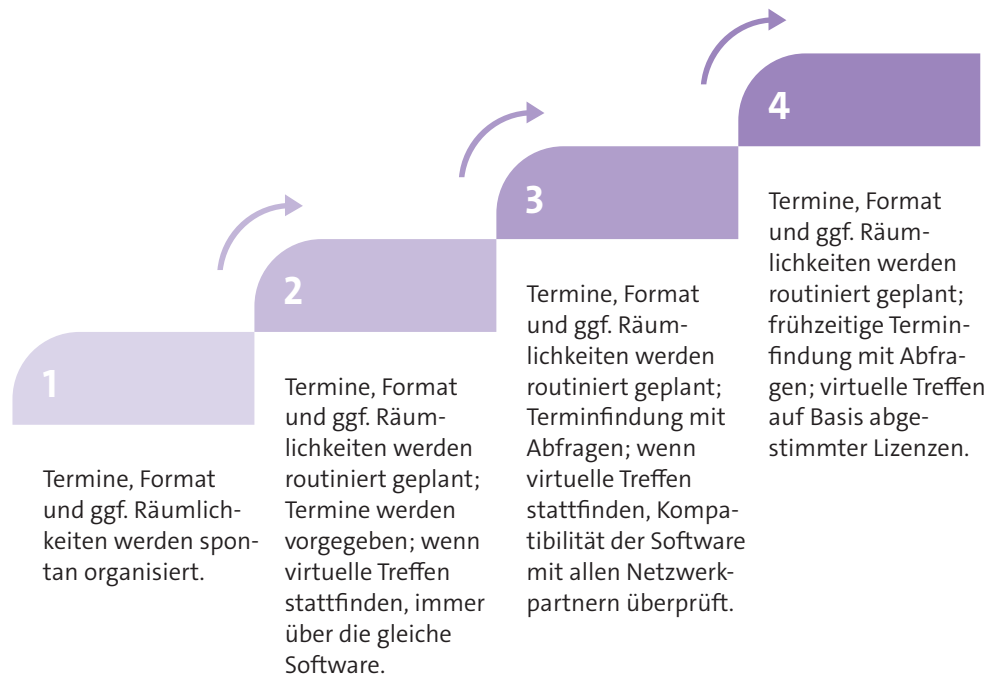 1
Termine, Format
und ggf. Räumlich-
keiten werden spon-
tan organisiert.
2
Termine, Format
und ggf. Räum-
lichkeiten werden
routiniert geplant;
Termine werden
vorgegeben; wenn
virtuelle Treffen
stattfinden, immer
über die gleiche
Software.
3
Termine, Format
und ggf. Räum-
lichkeiten werden
routiniert geplant;
Terminfindung mit
Abfragen; wenn
virtuelle Treffen
stattfinden, Kompa-
tibilität der Software
mit allen Netzwerk-
partnern überprüft.
4
Termine, Format
und ggf. Räum-
lichkeiten werden
routiniert geplant;
frühzeitige Termin-
findung mit Abfra-
gen; virtuelle Treffen
auf Basis abge-
stimmter Lizenzen.